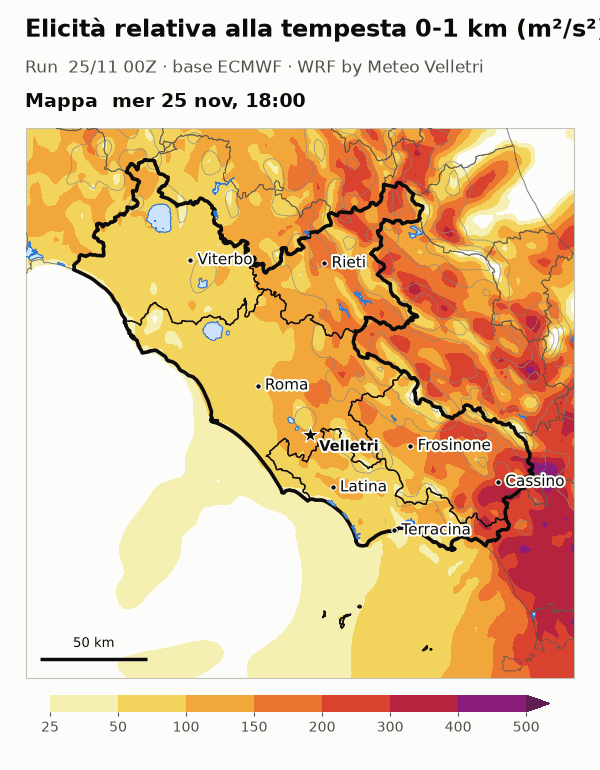 Elicità relativa alla tempesta 0-1 km (m²/s²)
Run  25/11 00Z · base ECMWF · WRF by Meteo Velletri
Mappa  mer 25 nov, 18:00
Viterbo
Rieti
Roma
Velletri
Frosinone
Cassino
Latina
Terracina
50 km
25 50 100 150 200 300 400 500